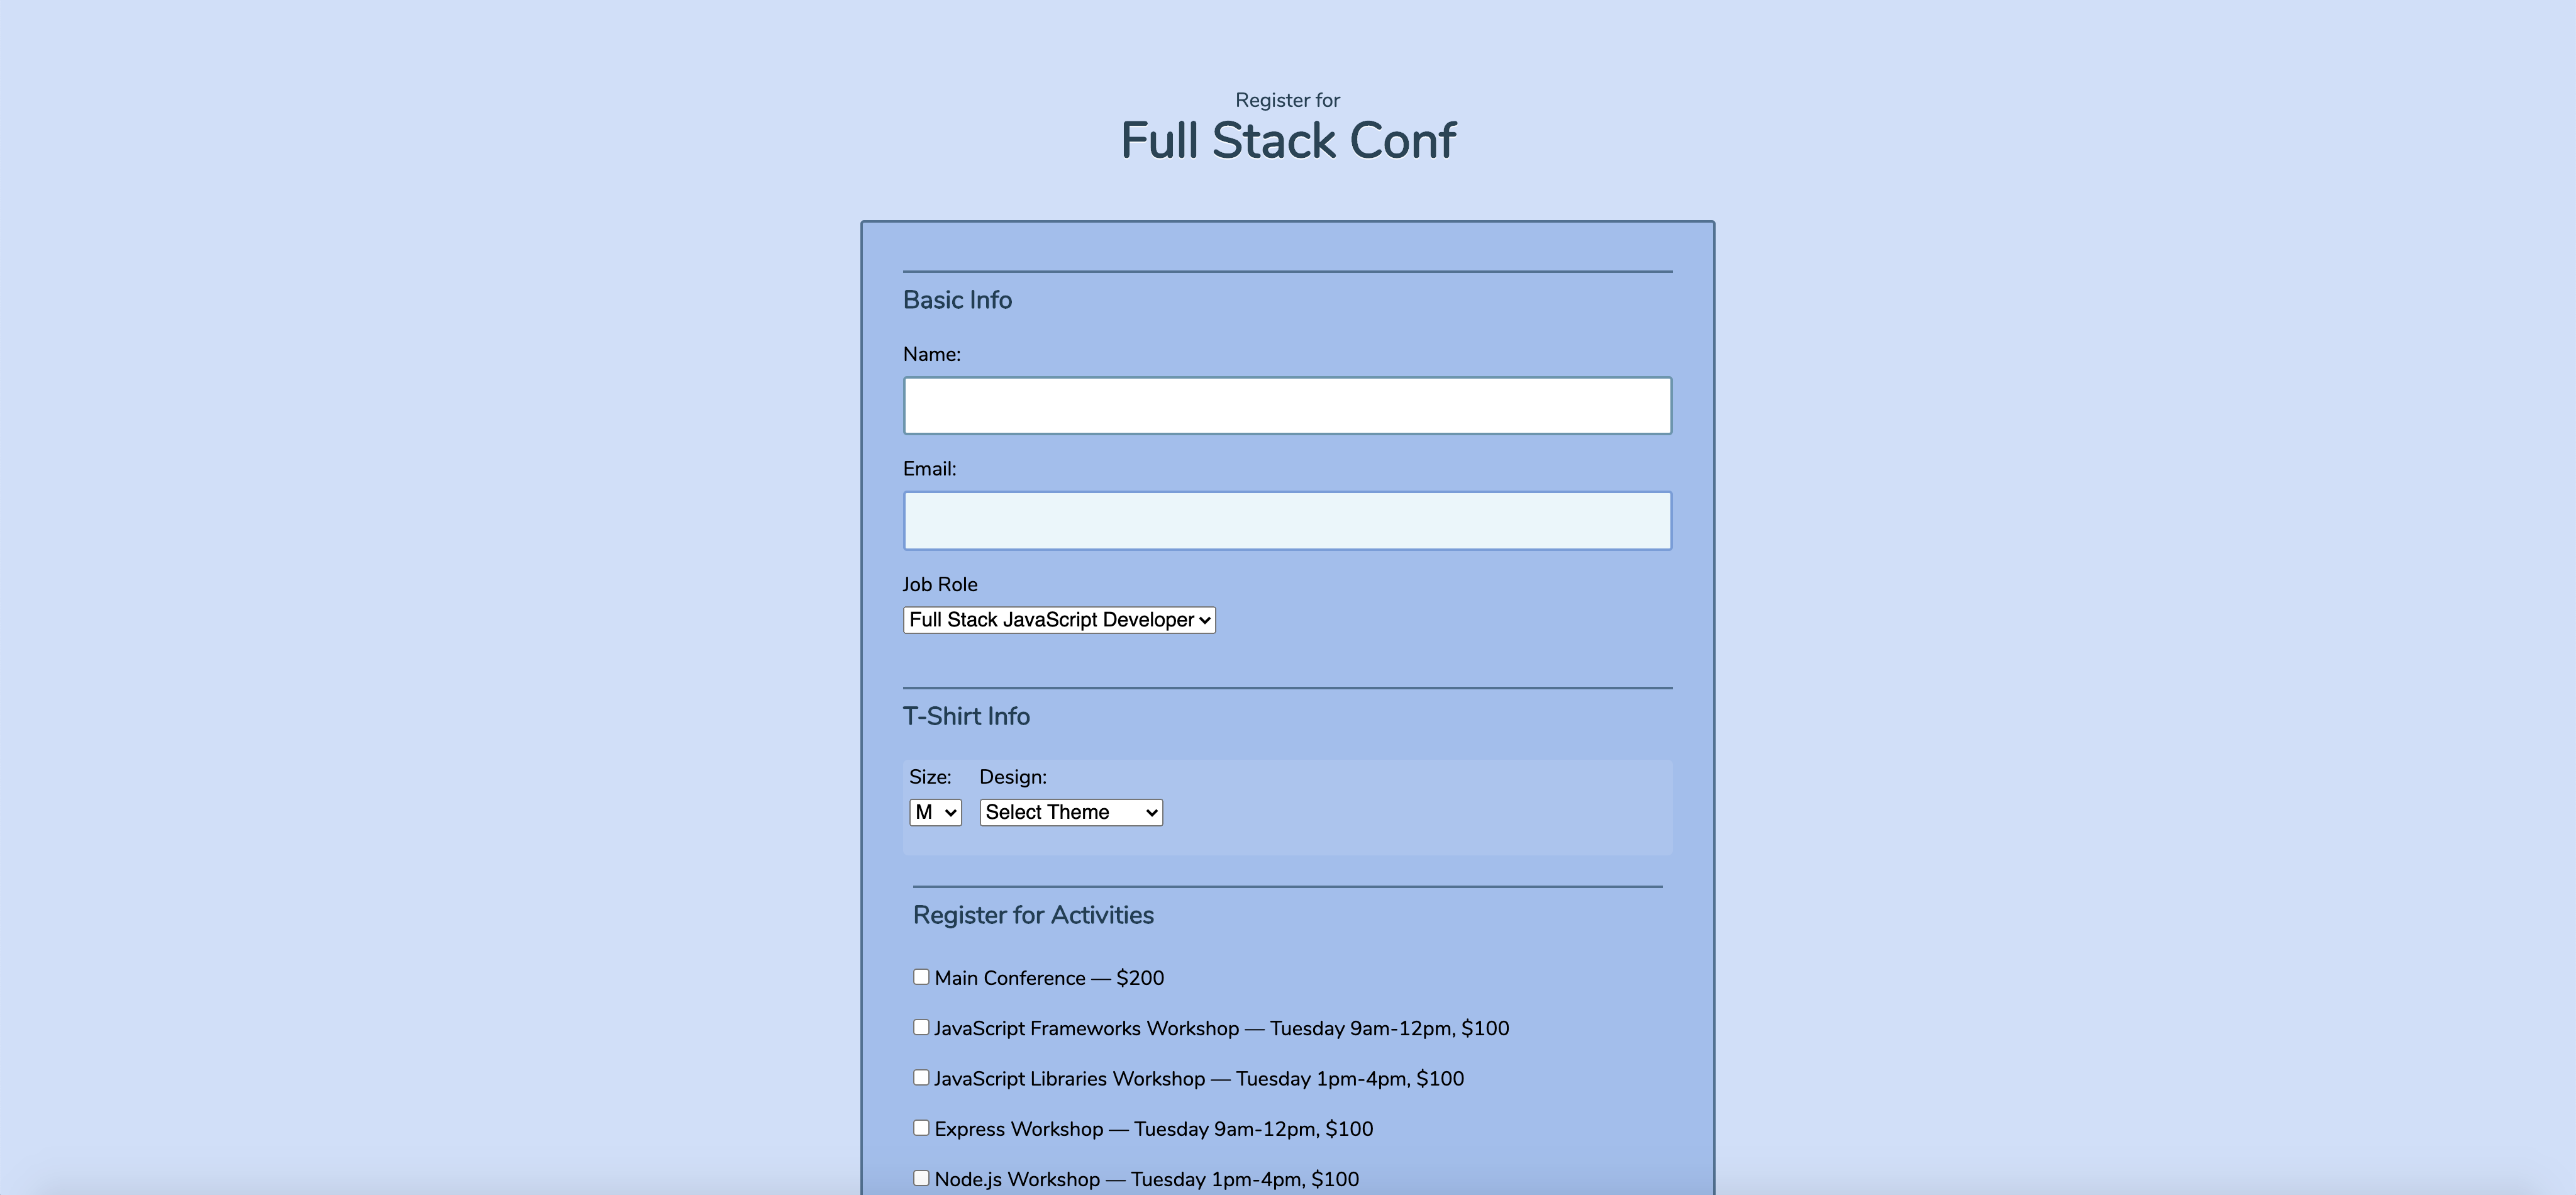 Register for
Full Stack Conf
Basic Info
Name:
Email:
Job Role
Full Stack JavaScript Developer
T-Shirt Info
Size: Design:
M Select Theme
Register for Activities
Main Conference — $200
JavaScript Frameworks Workshop — Tuesday 9am-12pm, $100
JavaScript Libraries Workshop — Tuesday 1pm-4pm, $100
Express Workshop — Tuesday 9am-12pm, $100
Node.js Workshop — Tuesday 1pm-4pm, $100